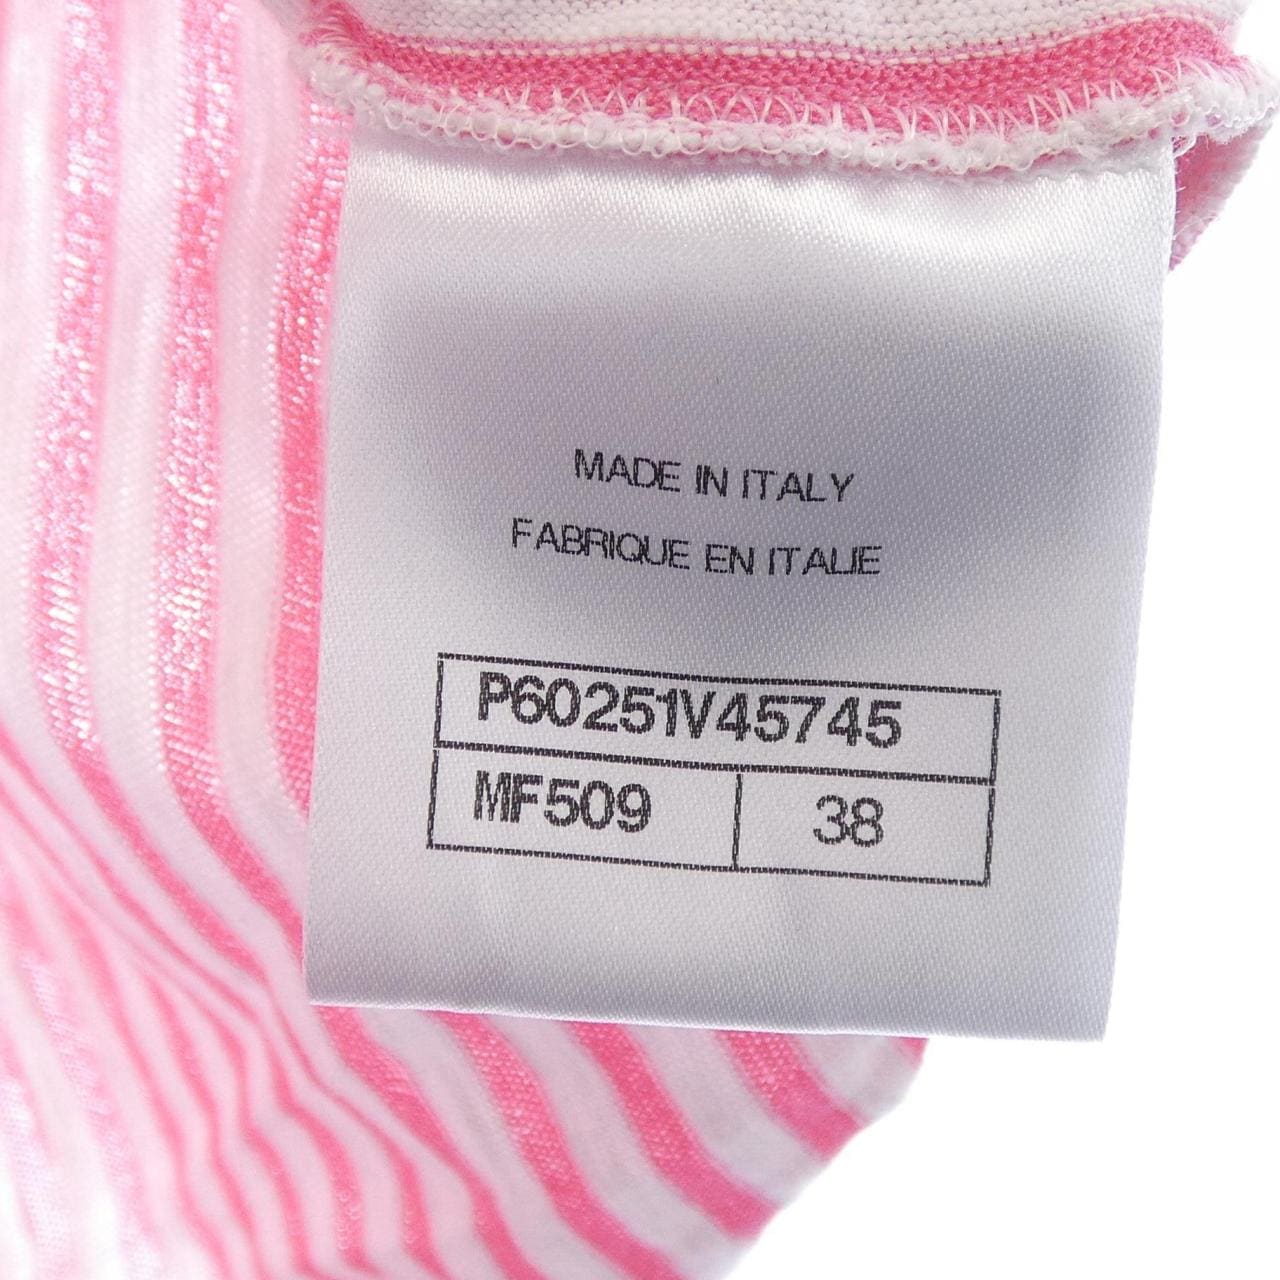 MADE IN ITALY
FABRIQUE EN ITALIE
P60251V45745
MF509 38